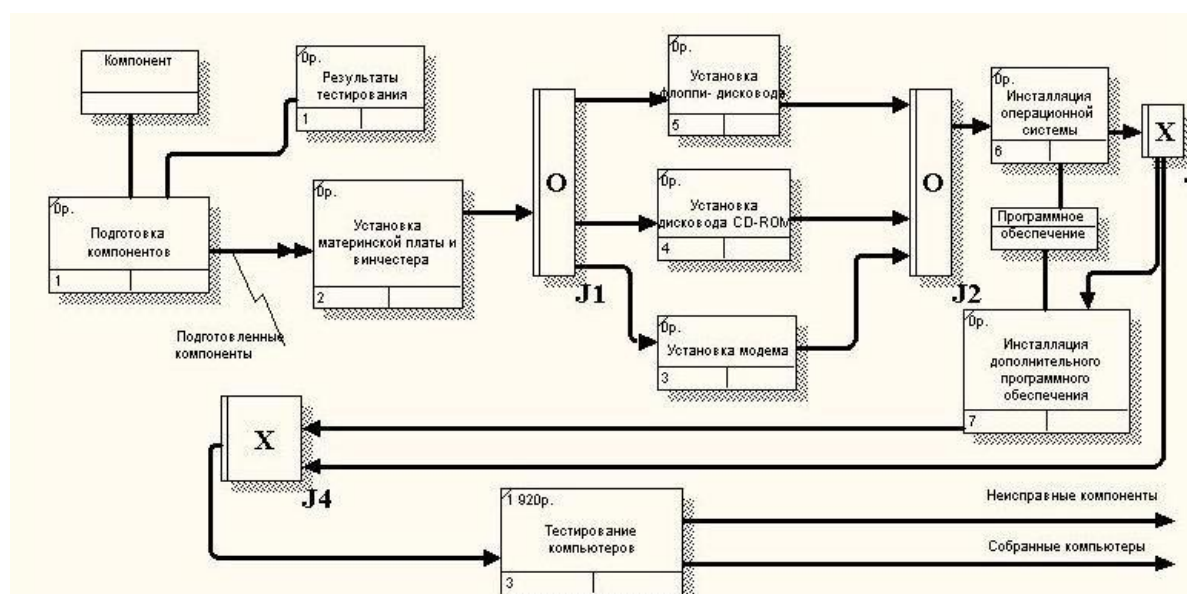 Компонент
0р.
Результаты
тестирования
1
0р.
Подготовка
компонентов
1
Подготовленные
компоненты
0р.
Установка
материнской платы и
винчестера
2
O
J1
0р.
Установка
флоппи- дисковода
5
0р.
Установка
дисковода CD-ROM
4
0р.
Установка модема
3
O
J2
0р.
Инсталляция
операционной
системы
6
X
Программное
обеспечение
0р.
Инсталляция
дополнительного
программного
обеспечения
7
X
J4
1 920р.
Тестирование
компьютеров
3
Неисправные компоненты
Собранные компьютеры